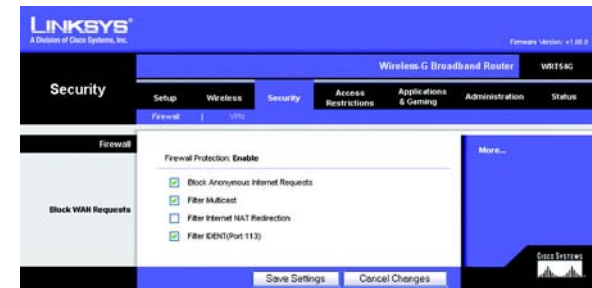 LINKSYS®
A Division of Cisco Systems, Inc.
Firmware Version: v1.00.0
Wireless-G Broadband Router WRT54G
Security
Setup Wireless Security Access Restrictions Applications & Gaming Administration Status
Firewall | VPN
Firewall
Firewall Protection: Enable
More...
Block WAN Requests
Block Anonymous Internet Requests
Filter Multicast
Filter Internet NAT Redirection
Filter IDENT(Port 113)
Save Settings Cancel Changes
CISCO SYSTEMS